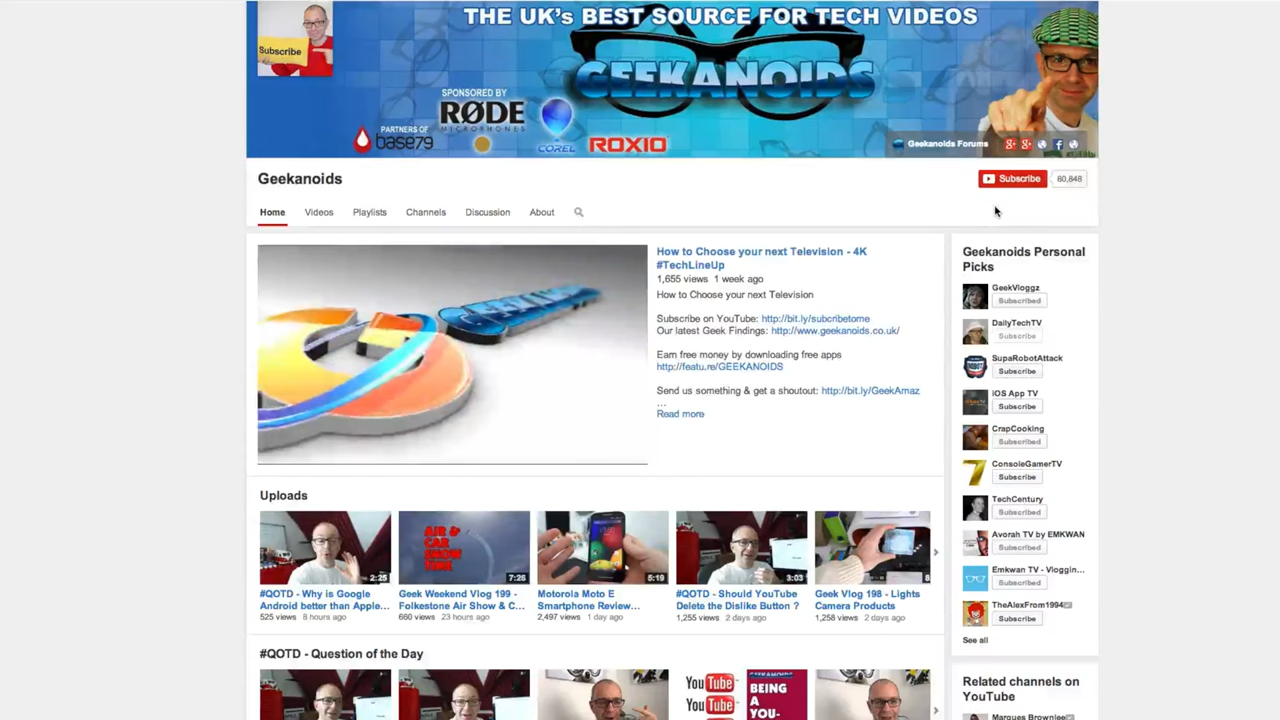 THE UK's BEST SOURCE FOR TECH VIDEOS
Subscribe
GEEKANOIDS
SPONSORED BY
RØDE
MICROPHONES
COREL
ROXIO
PARTNERS OF
base79
Geekanoids Forums
Geekanoids
Subscribe 60,848
Home Videos Playlists Channels Discussion About
How to Choose your next Television - 4K
#TechLineUp
1,655 views 1 week ago
How to Choose your next Television
Subscribe on YouTube: http://bit.ly/subcribetome
Our latest Geek Findings: http://www.geekanoids.co.uk/
Earn free money by downloading free apps
http://featu.re/GEEKANOIDS
Send us something & get a shoutout: http://bit.ly/GeekAmaz
...
Read more
Geekanoids Personal
Picks
GeekVloggz
Subscribed
DailyTechTV
Subscribe
SupaRobotAttack
Subscribe
iOS App TV
Subscribe
CrapCooking
Subscribed
ConsoleGamerTV
Subscribe
TechCentury
Subscribed
Avorah TV by EMKWAN
Subscribed
Emkwan TV - Vloggin...
Subscribed
TheAlexFrom1994
Subscribe
See all
Related channels on
YouTube
Marques Brownlee
Uploads
2:25
#QOTD - Why is Google
Android better than Apple...
525 views 8 hours ago
AIR &
CAR
SHOW
TIME
7:26
Geek Weekend Vlog 199 -
Folkestone Air Show & C...
660 views 23 hours ago
5:19
Motorola Moto E
Smartphone Review...
2,497 views 1 day ago
3:03
#QOTD - Should YouTube
Delete the Dislike Button ?
1,255 views 2 days ago
8
Geek Vlog 198 - Lights
Camera Products
1,258 views 2 days ago
#QOTD - Question of the Day
YouTube
YouTube
BEING
A
YOU-